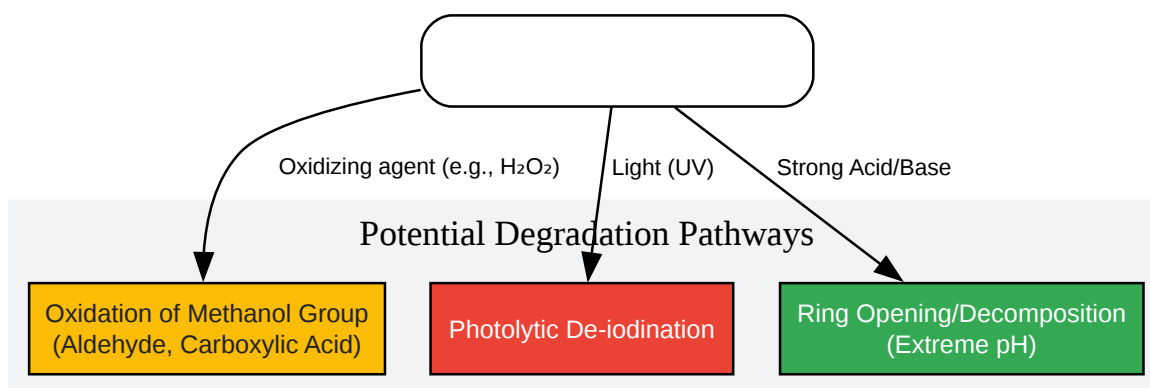 Oxidizing agent (e.g., H₂O₂)
Light (UV)
Strong Acid/Base
Potential Degradation Pathways
Oxidation of Methanol Group
(Aldehyde, Carboxylic Acid)
Photolytic De-iodination
Ring Opening/Decomposition
(Extreme pH)